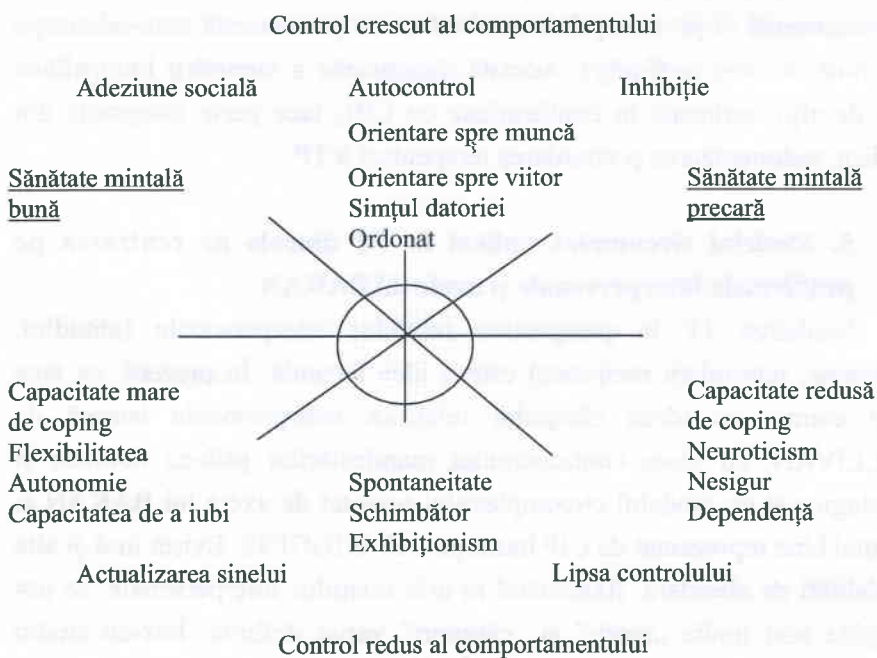 Control crescut al comportamentului
Adeziune socială Autocontrol Inhibiție
Orientare spre muncă
Sănătate mintală Orientare spre viitor Sănătate mintală
bună Simțul datoriei precară
Ordonat
Capacitate mare Capacitate redusă
de coping de coping
Flexibilitatea Neuroticism
Autonomie Spontaneitate Nesigur
Capacitatea de a iubi Schimbător Dependență
Exhibiționism
Actualizarea sinelui Lipsa controlului
Control redus al comportamentului